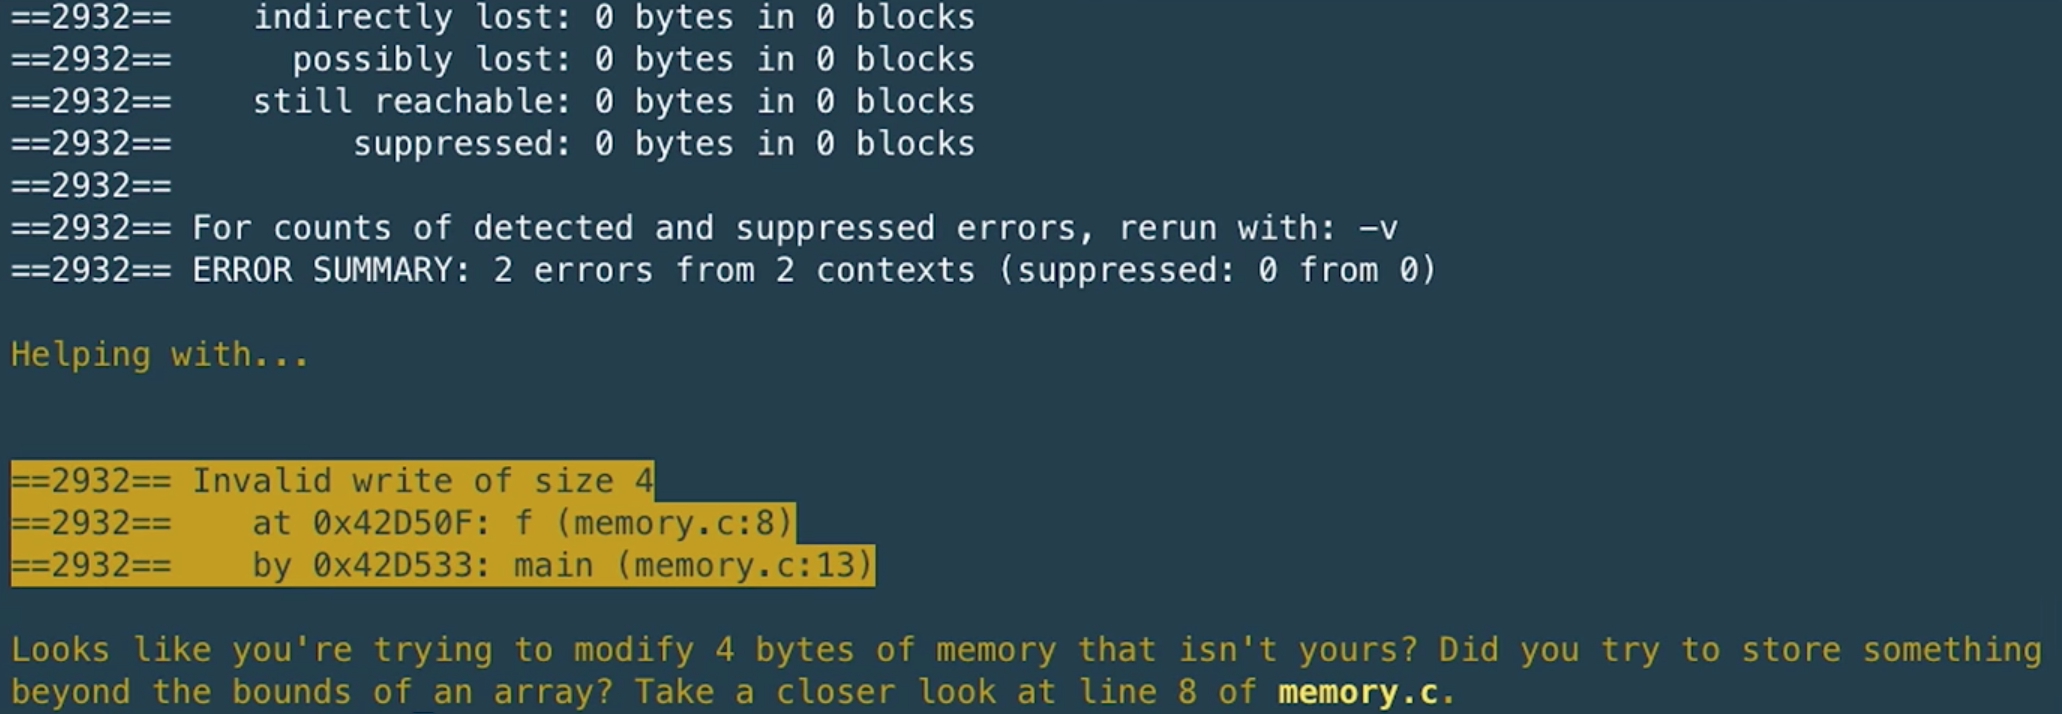 ==2932==    indirectly lost: 0 bytes in 0 blocks
==2932==      possibly lost: 0 bytes in 0 blocks
==2932==    still reachable: 0 bytes in 0 blocks
==2932==         suppressed: 0 bytes in 0 blocks
==2932==
==2932== For counts of detected and suppressed errors, rerun with: -v
==2932== ERROR SUMMARY: 2 errors from 2 contexts (suppressed: 0 from 0)
Helping with...
==2932== Invalid write of size 4
==2932==    at 0x42D50F: f (memory.c:8)
==2932==    by 0x42D533: main (memory.c:13)
Looks like you're trying to modify 4 bytes of memory that isn't yours? Did you try to store something
beyond the bounds of an array? Take a closer look at line 8 of memory.c.